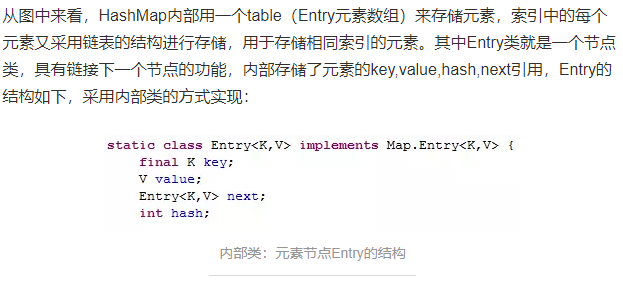 从图中来看，HashMap内部用一个table（Entry元素数组）来存储元素，索引中的每个
元素又采用链表的结构进行存储，用于存储相同索引的元素。其中Entry类就是一个节点
类，具有链接下一个节点的功能，内部存储了元素的key,value,hash,next引用，Entry的
结构如下，采用内部类的方式实现：
static class Entry<K,V> implements Map.Entry<K,V> {
final K key;
V value;
Entry<K,V> next;
int hash;
内部类：元素节点Entry的结构